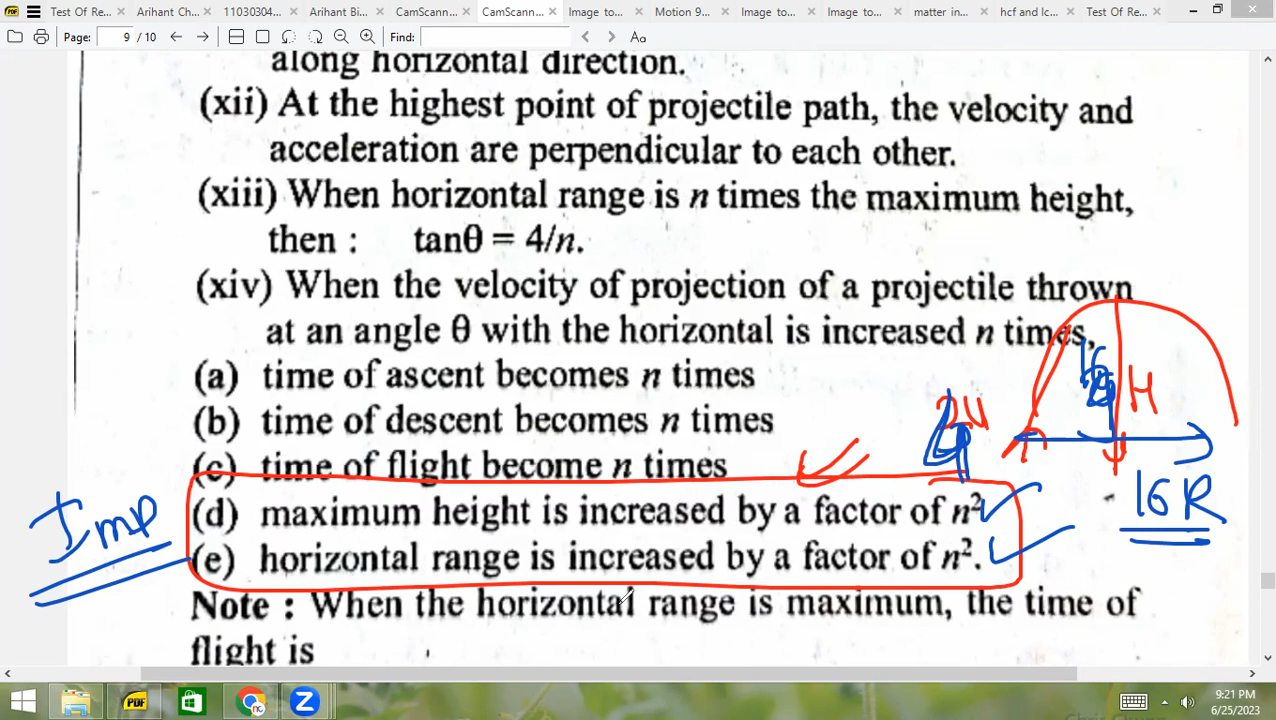 Test Of Re...
Arihant Ch...
11030304...
Arihant Bi...
CamScann...
CamScann...
Image to...
Motion 9...
Image to...
Image to...
matter in...
hcf and lc...
Test Of Re...
Page: 9 / 10
Find:
Aa
along horizontal direction.
(xii) At the highest point of projectile path, the velocity and
acceleration are perpendicular to each other.
(xiii) When horizontal range is n times the maximum height,
then : tanθ = 4/n.
(xiv) When the velocity of projection of a projectile thrown
at an angle θ with the horizontal is increased n times,
(a) time of ascent becomes n times
(b) time of descent becomes n times
(c) time of flight become n times
(d) maximum height is increased by a factor of n².
(e) horizontal range is increased by a factor of n².
Note : When the horizontal range is maximum, the time of
flight is
Imp
H
16 R
PDF
9:21 PM
6/25/2023